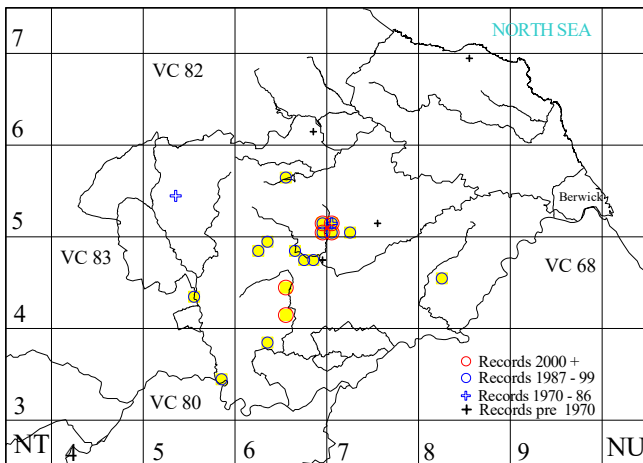 NORTH SEA
7
VC 82
6
Berwick
5
VC 83
VC 68
4
Records 2000 +
Records 1987 - 99
Records 1970 - 86
Records pre 1970
VC 80
3
NT 4 5 6 7 8 9 NU